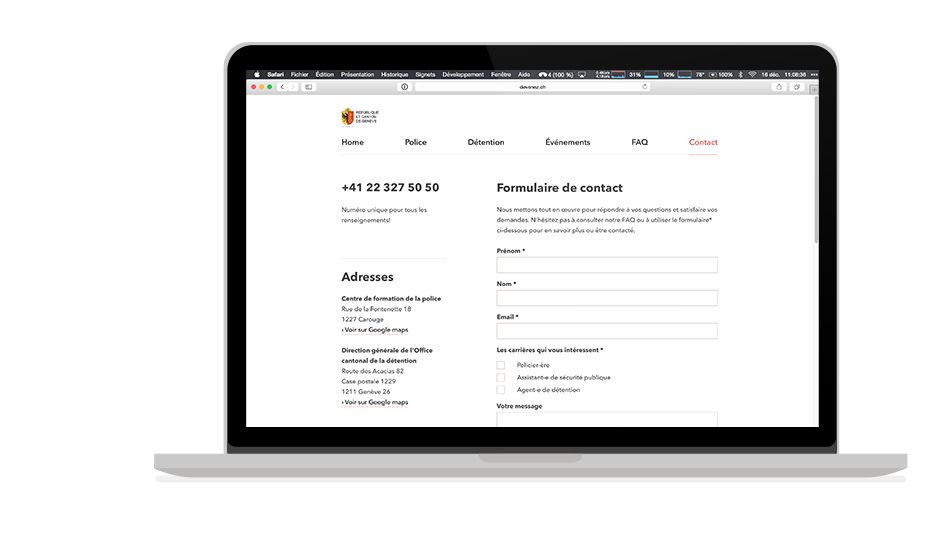 Safari Fichier Édition Présentation Historique Signets Développement Fenêtre Aide 4 (100 %) 31% 10% 78° 100% 16 déc. 11:08:36
devenez.ch
RÉPUBLIQUE
ET CANTON
DE GENÈVE
Home Police Détention Événements FAQ Contact
+41 22 327 50 50
Numéro unique pour tous les
renseignements!
Adresses
Centre de formation de la police
Rue de la Fontenette 18
1227 Carouge
› Voir sur Google maps
Direction générale de l'Office
cantonal de la détention
Route des Acacias 82
Case postale 1229
1211 Genève 26
› Voir sur Google maps
Formulaire de contact
Nous mettons tout en œuvre pour répondre à vos questions et satisfaire vos
demandes. N'hésitez pas à consulter notre FAQ ou à utiliser le formulaire*
ci-dessous pour en savoir plus ou être contacté.
Prénom *
Nom *
Email *
Les carrières qui vous intéressent *
Policier·ère
Assistant·e de sécurité publique
Agent·e de détention
Votre message